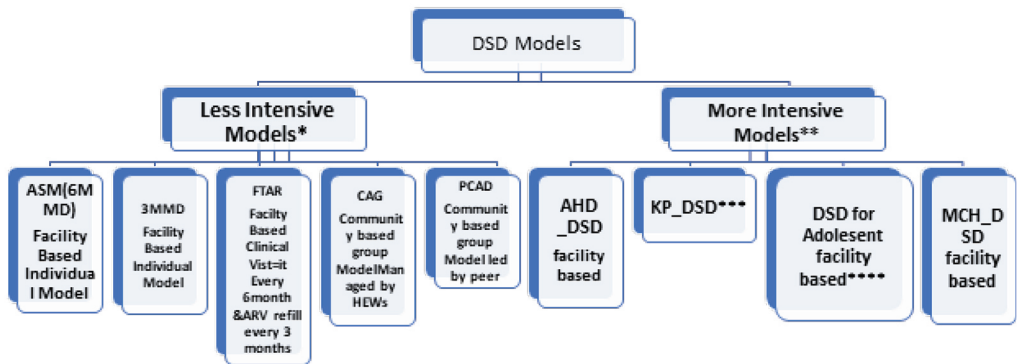 DSD Models
Less Intensive
Models*
More Intensive
Models**
ASM(6M
MD)
Facility
Based
Individua
l Model
3MMD
Facility
Based
Individual
Model
FTAR
Facilty
Based
Clinical
Vist=it
Every
6month
&ARV refill
every 3
months
CAG
Communit
y based
group
ModelMan
aged by
HEWs
PCAD
Communit
y based
group
Model led
by peer
AHD
_DSD
facility
based
KP_DSD***
DSD for
Adolesent
facility
based****
MCH_D
SD
facility
based